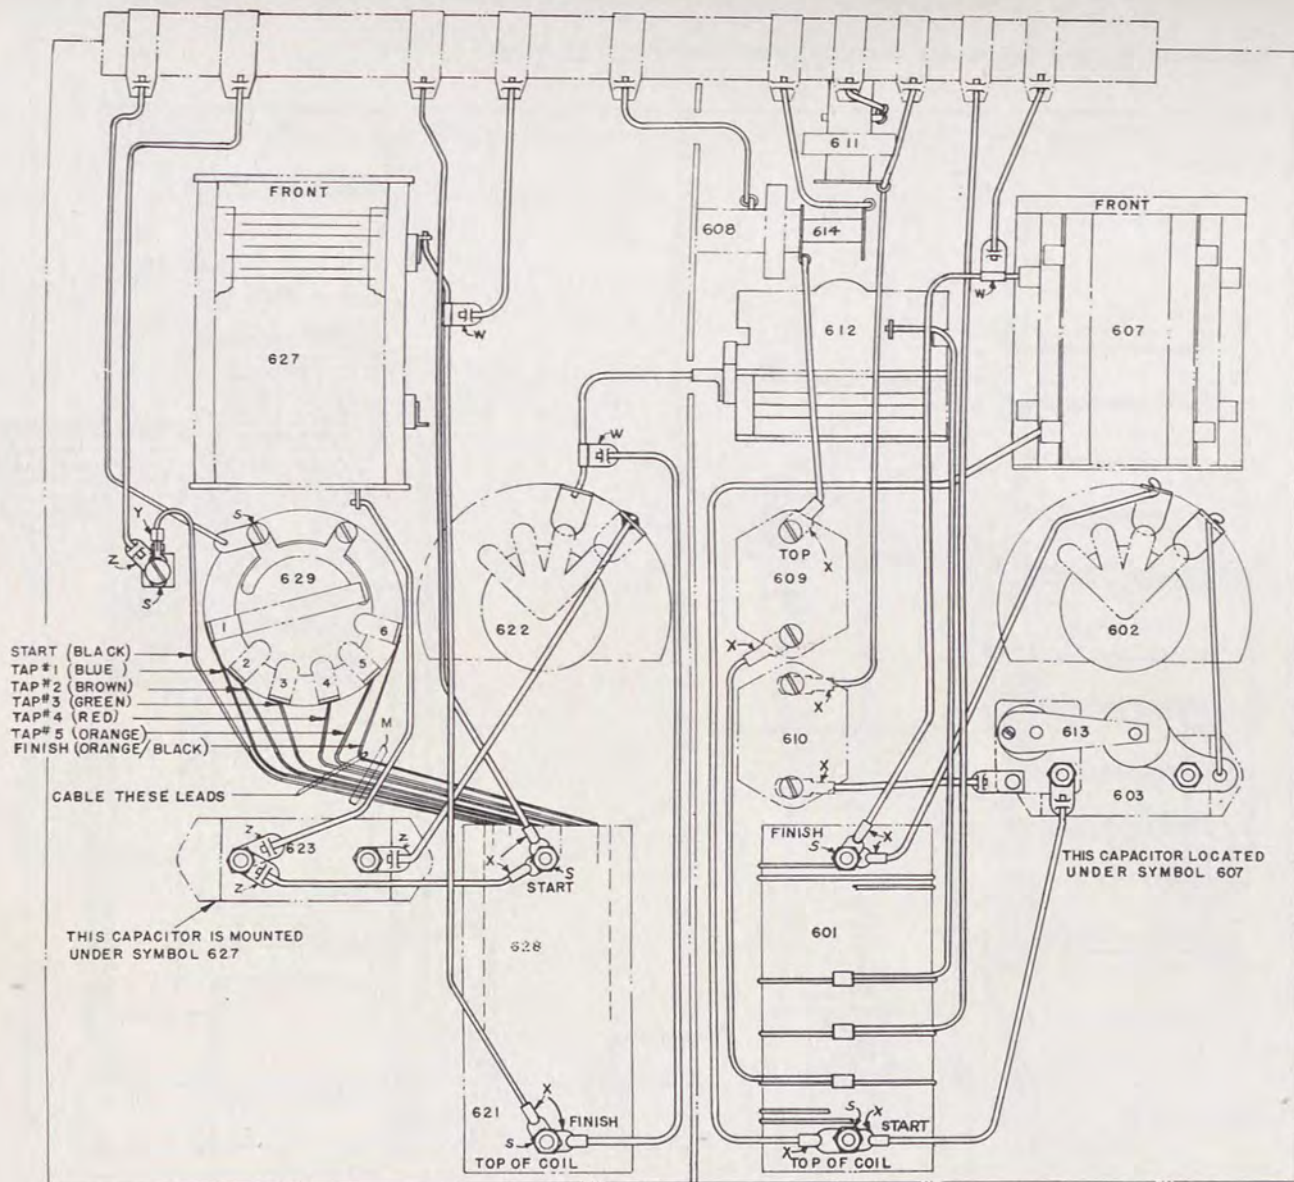 611
FRONT
FRONT
608
614
612
607
627
W
W
W
S
Y
Z
S
629
TOP
X
609
622
602
1
2
3
4
5
6
X
X
START (BLACK)
TAP #1 (BLUE)
TAP #2 (BROWN)
TAP #3 (GREEN)
TAP #4 (RED)
TAP #5 (ORANGE)
FINISH (ORANGE/BLACK)
M
610
613
X
603
CABLE THESE LEADS
Z
623
Z
Z
X
S
START
FINISH
S
X
X
THIS CAPACITOR LOCATED
UNDER SYMBOL 607
THIS CAPACITOR IS MOUNTED
UNDER SYMBOL 627
628
601
621
X
FINISH
S
TOP OF COIL
S
X
START
X
TOP OF COIL